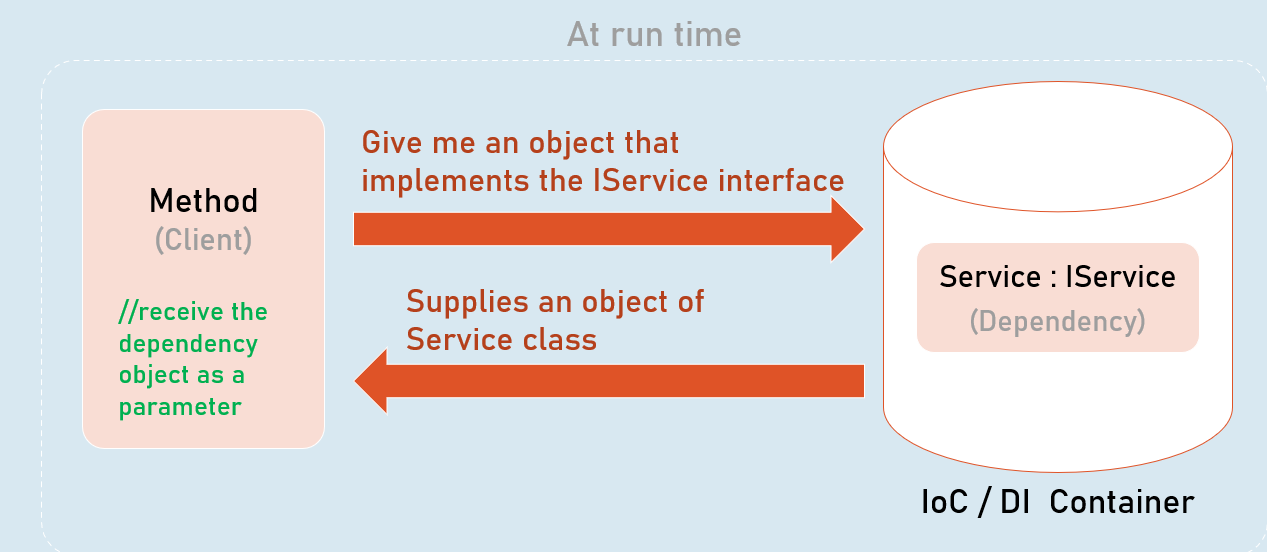 At run time
Give me an object that
implements the IService interface
Method
(Client)
//receive the
dependency
object as a
parameter
Supplies an object of
Service class
Service : IService
(Dependency)
IoC / DI Container